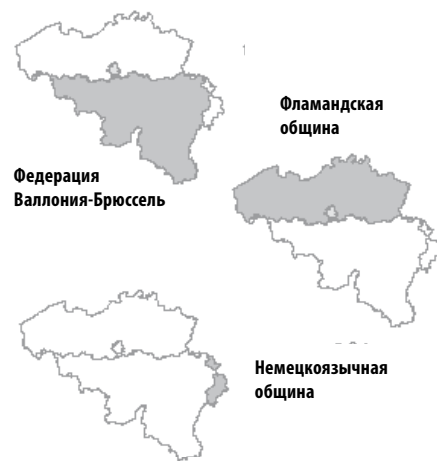 Фламандская
община
Федерация
Валлония-Брюссель
Немецкоязычная
община